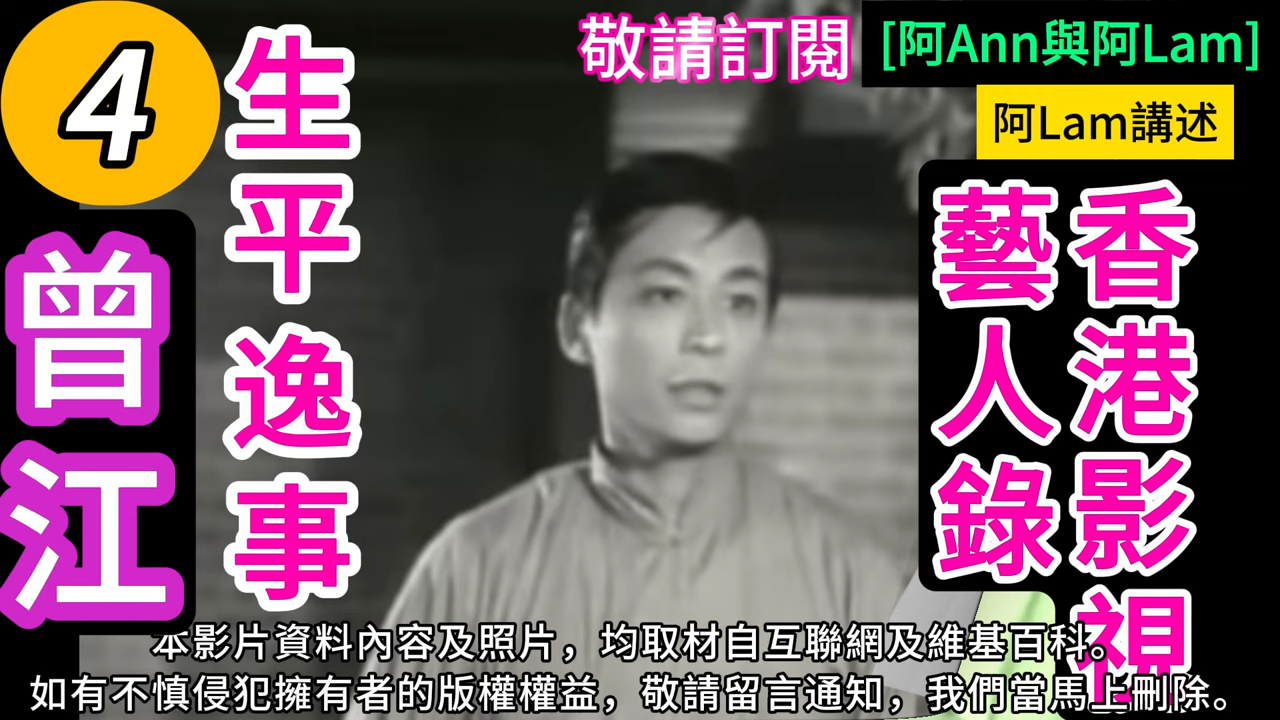 4
曾江
生平逸事
敬請訂閱
[阿Ann與阿Lam]
阿Lam講述
香港影視
藝人錄
本影片資料內容及照片，均取材自互聯網及維基百科。
如有不慎侵犯擁有者的版權權益，敬請留言通知，我們當馬上刪除。